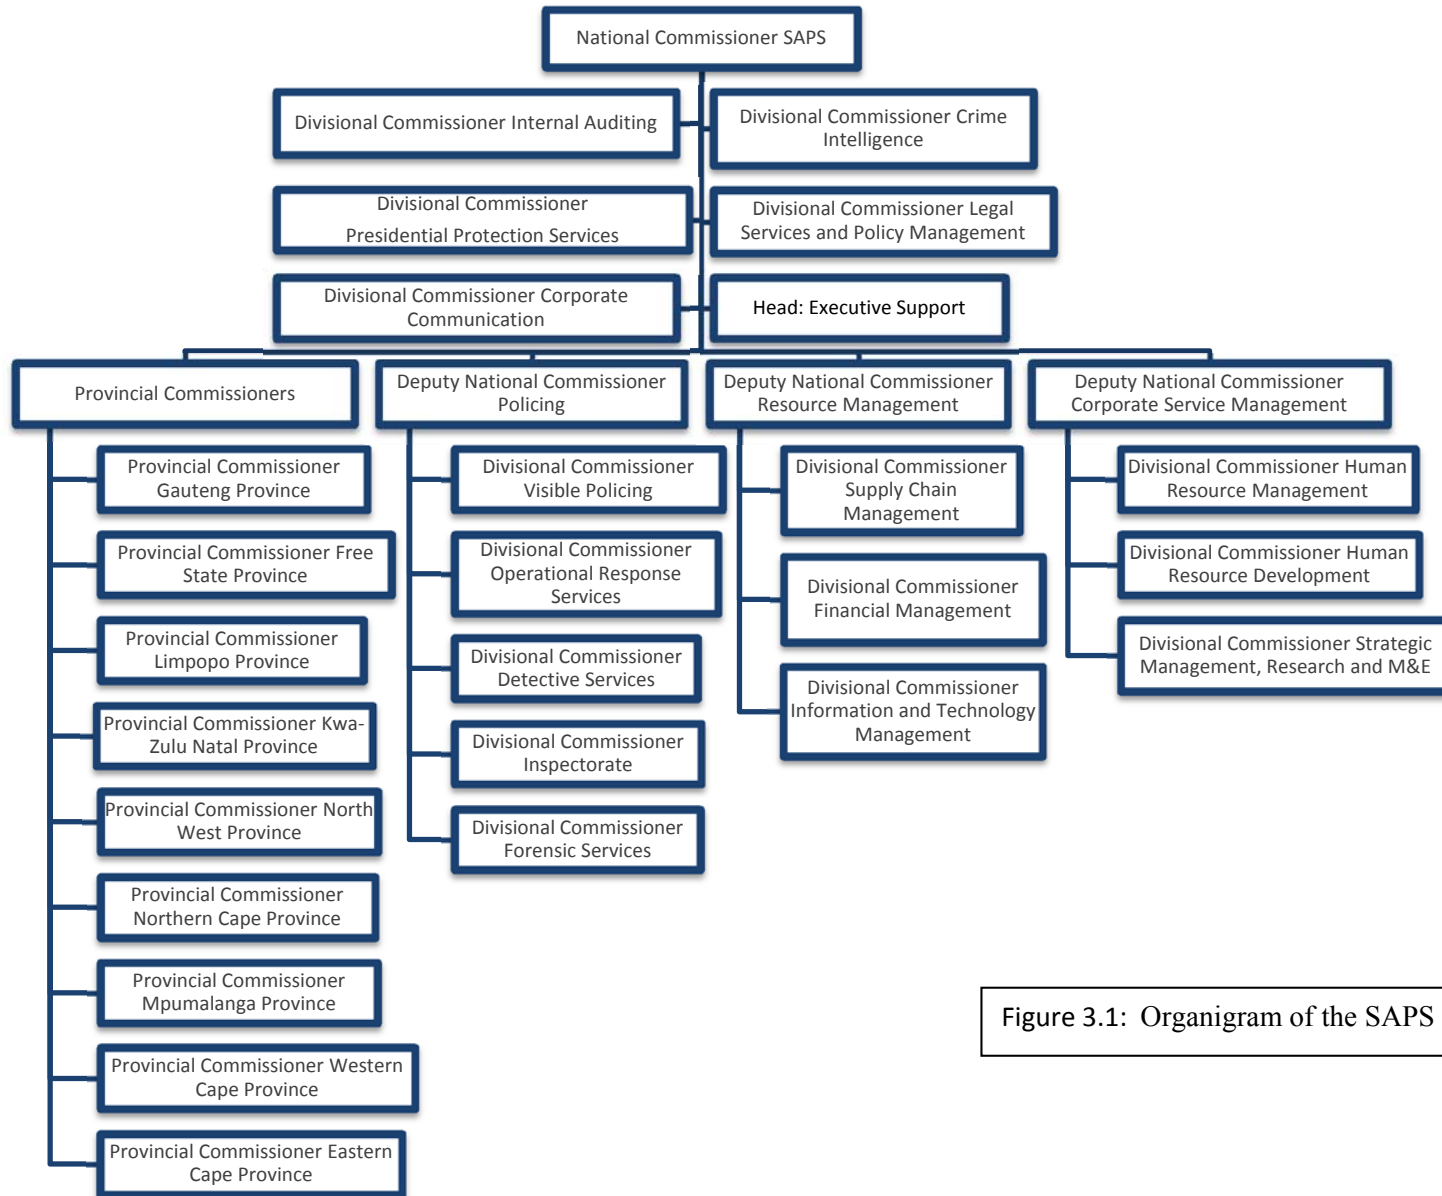 National Commissioner SAPS
Divisional Commissioner Internal Auditing
Divisional Commissioner Crime
Intelligence
Divisional Commissioner
Presidential Protection Services
Divisional Commissioner Legal
Services and Policy Management
Divisional Commissioner Corporate
Communication
Head: Executive Support
Provincial Commissioners
Provincial Commissioner
Gauteng Province
Provincial Commissioner Free
State Province
Provincial Commissioner
Limpopo Province
Provincial Commissioner Kwa-
Zulu Natal Province
Provincial Commissioner North
West Province
Provincial Commissioner
Northern Cape Province
Provincial Commissioner
Mpumalanga Province
Provincial Commissioner Western
Cape Province
Provincial Commissioner Eastern
Cape Province
Deputy National Commissioner
Policing
Divisional Commissioner
Visible Policing
Divisional Commissioner
Operational Response
Services
Divisional Commissioner
Detective Services
Divisional Commissioner
Inspectorate
Divisional Commissioner
Forensic Services
Deputy National Commissioner
Resource Management
Divisional Commissioner
Supply Chain
Management
Divisional Commissioner
Financial Management
Divisional Commissioner
Information and Technology
Management
Deputy National Commissioner
Corporate Service Management
Divisional Commissioner Human
Resource Management
Divisional Commissioner Human
Resource Development
Divisional Commissioner Strategic
Management, Research and M&E
Figure 3.1: Organigram of the SAPS